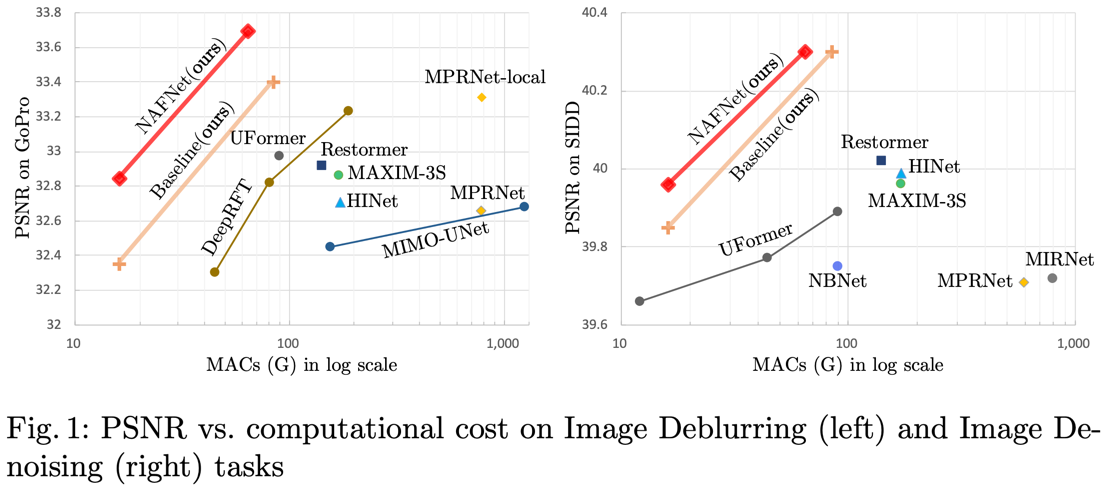 33.8
33.6
33.4
33.2
33
32.8
32.6
32.4
32.2
32
PSNR on GoPro
10
100
1,000
MACs (G) in log scale
NAFNet(ours)
Baseline(ours)
UFormer
DeepRFT
MPRNet-local
Restormer
MAXIM-3S
HINet
MPRNet
MIMO-UNet
40.4
40.2
40
39.8
39.6
PSNR on SIDD
10
100
1,000
MACs (G) in log scale
NAFNet(ours)
Baseline(ours)
Restormer
HINet
MAXIM-3S
UFormer
NBNet
MIRNet
MPRNet
Fig. 1: PSNR vs. computational cost on Image Deblurring (left) and Image De-
noising (right) tasks